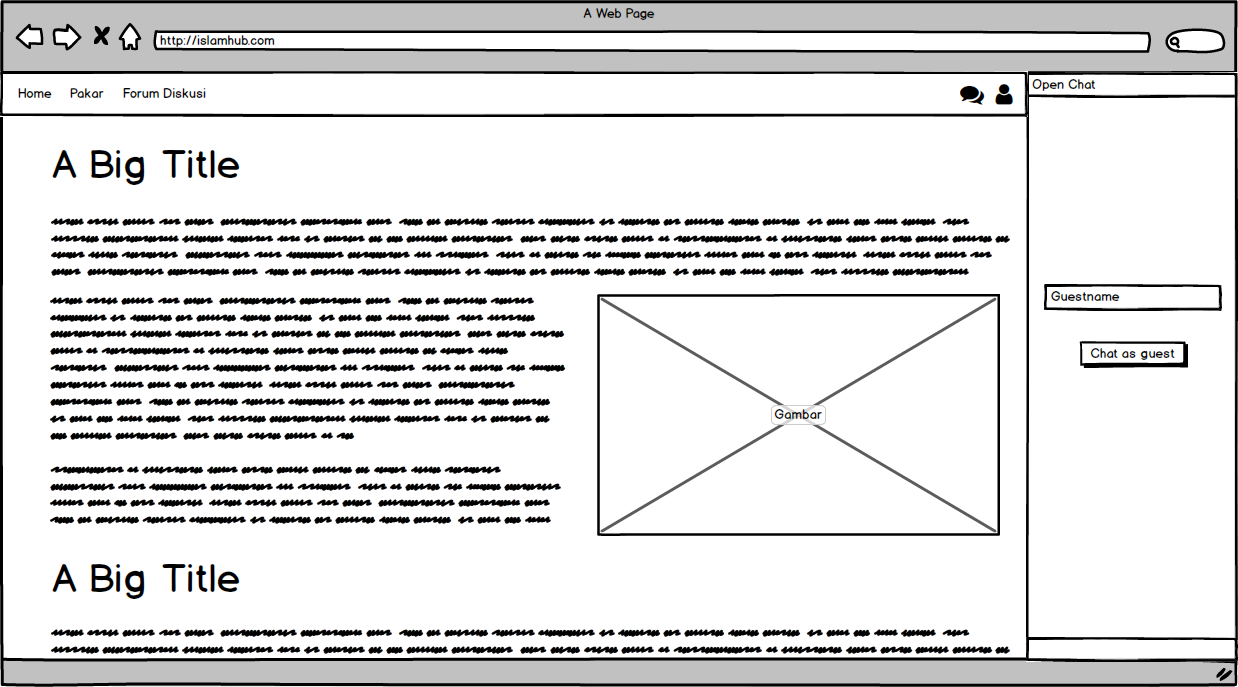 A Web Page
http://islamhub.com
Home Pakar Forum Diskusi
Open Chat
A Big Title
Guestname
Chat as guest
Gambar
A Big Title